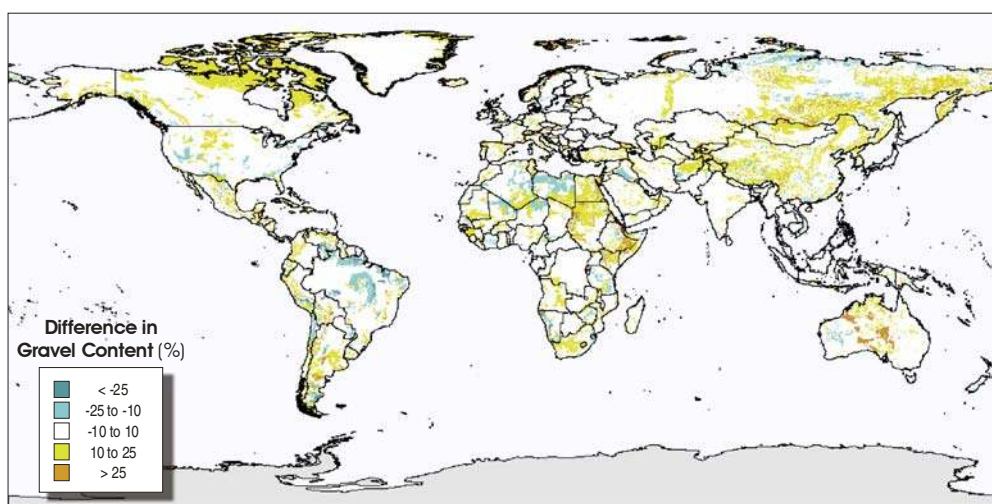 Difference in
Gravel Content (%)
< -25
-25 to -10
-10 to 10
10 to 25
> 25